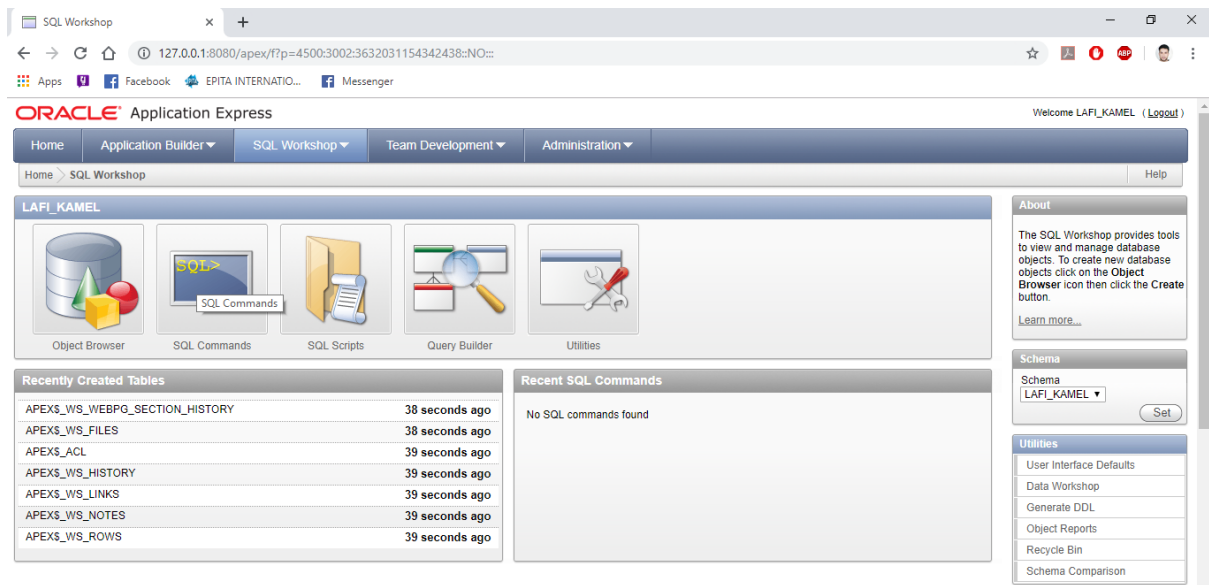 SQL Workshop
127.0.0.1:8080/apex/f?p=4500:3002:3632031154342438::NO:::
ABP
Apps
Facebook
EPITA INTERNATIO...
Messenger
ORACLE Application Express
Welcome LAFI_KAMEL ( Logout )
Home
Application Builder
SQL Workshop
Team Development
Administration
Home
SQL Workshop
Help
LAFI_KAMEL
SQL>
SQL Commands
Object Browser
SQL Commands
SQL Scripts
Query Builder
Utilities
Recently Created Tables
APEX$_WS_WEBPG_SECTION_HISTORY 38 seconds ago
APEX$_WS_FILES 38 seconds ago
APEX$_ACL 39 seconds ago
APEX$_WS_HISTORY 39 seconds ago
APEX$_WS_LINKS 39 seconds ago
APEX$_WS_NOTES 39 seconds ago
APEX$_WS_ROWS 39 seconds ago
Recent SQL Commands
No SQL commands found
About
The SQL Workshop provides tools
to view and manage database
objects. To create new database
objects click on the Object
Browser icon then click the Create
button.
Learn more...
Schema
Schema
LAFI_KAMEL
Set
Utilities
User Interface Defaults
Data Workshop
Generate DDL
Object Reports
Recycle Bin
Schema Comparison